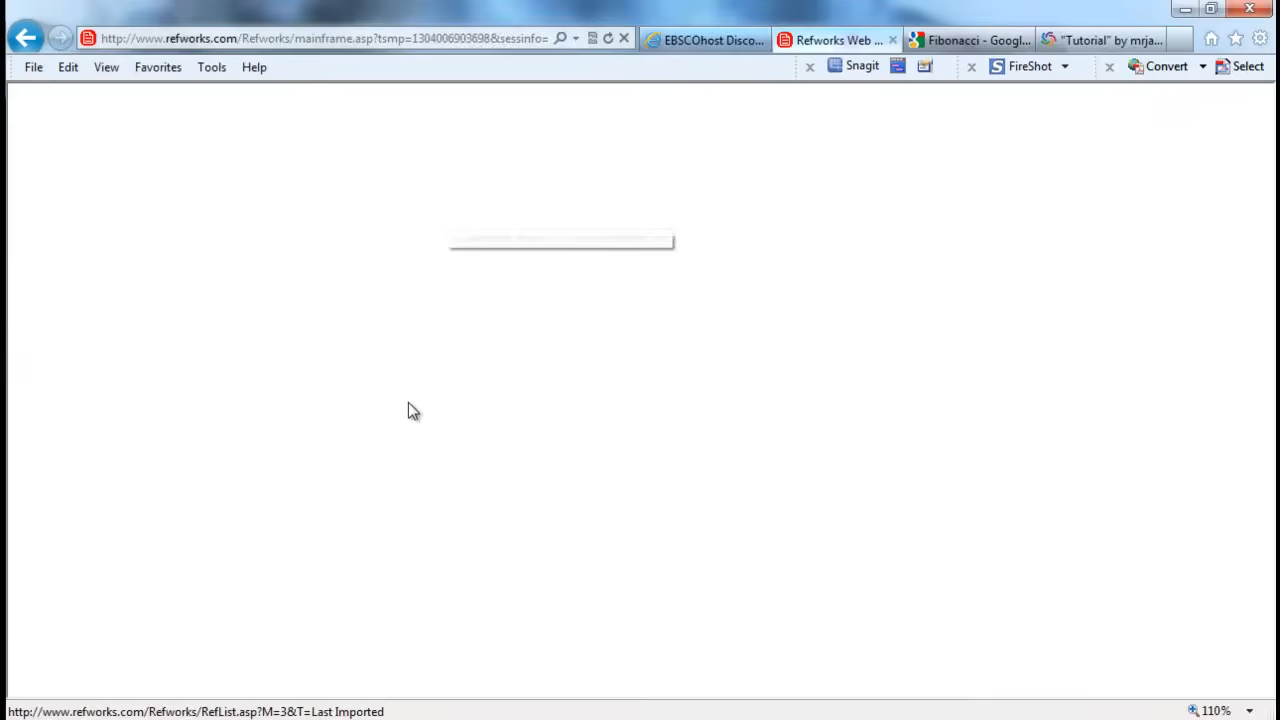 http://www.refworks.com/Refworks/mainframe.asp?tsmp=1304006903698&sessinfo=
EBSCOhost Disco...
Refworks Web ...
Fibonacci - Googl...
"Tutorial" by mrja...
File Edit View Favorites Tools Help
x Snagit
x FireShot
x Convert Select
http://www.refworks.com/Refworks/RefList.asp?M=3&T=Last Imported
110%